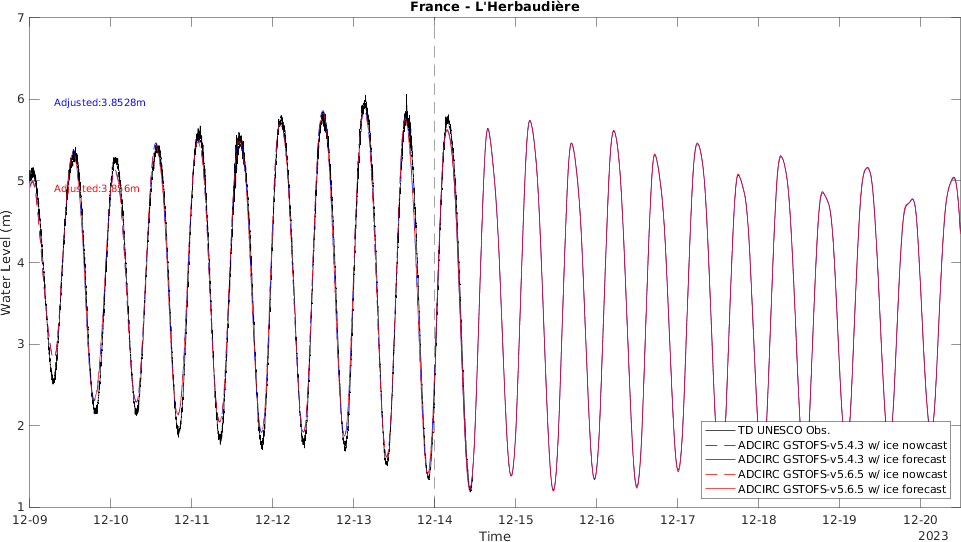 France - L'Herbaudière
7
6
5
4
3
2
1
Water Level (m)
Adjusted:3.8528m
Adjusted:3.856m
TD UNESCO Obs.
ADCIRC GSTOFS-v5.4.3 w/ ice nowcast
ADCIRC GSTOFS-v5.4.3 w/ ice forecast
ADCIRC GSTOFS-v5.6.5 w/ ice nowcast
ADCIRC GSTOFS-v5.6.5 w/ ice forecast
12-09 12-10 12-11 12-12 12-13 12-14 12-15 12-16 12-17 12-18 12-19 12-20
Time
2023